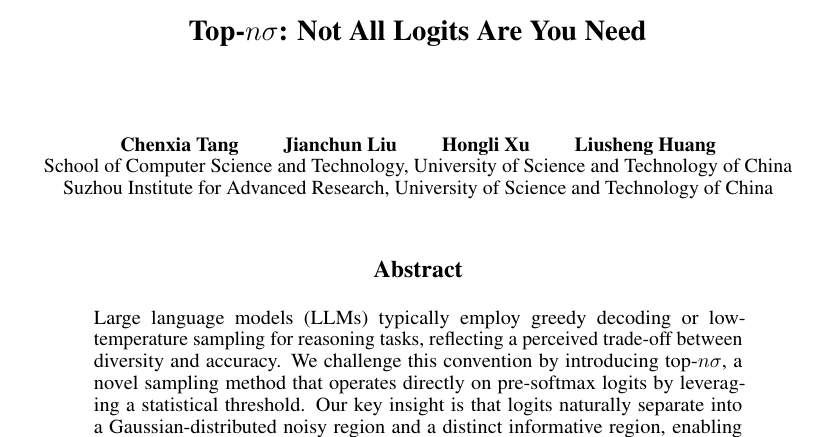 Top-nσ: Not All Logits Are You Need
Chenxia Tang Jianchun Liu Hongli Xu Liusheng Huang
School of Computer Science and Technology, University of Science and Technology of China
Suzhou Institute for Advanced Research, University of Science and Technology of China
Abstract
Large language models (LLMs) typically employ greedy decoding or low-
temperature sampling for reasoning tasks, reflecting a perceived trade-off between
diversity and accuracy. We challenge this convention by introducing top-nσ, a
novel sampling method that operates directly on pre-softmax logits by leverag-
ing a statistical threshold. Our key insight is that logits naturally separate into
a Gaussian-distributed noisy region and a distinct informative region, enabling